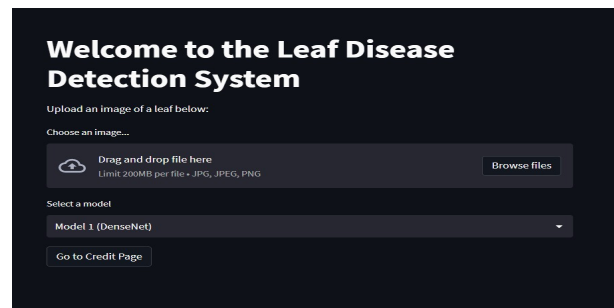 Welcome to the Leaf Disease
Detection System
Upload an image of a leaf below:
Choose an image...
Drag and drop file here
Limit 200MB per file • JPG, JPEG, PNG
Browse files
Select a model
Model 1 (DenseNet)
Go to Credit Page